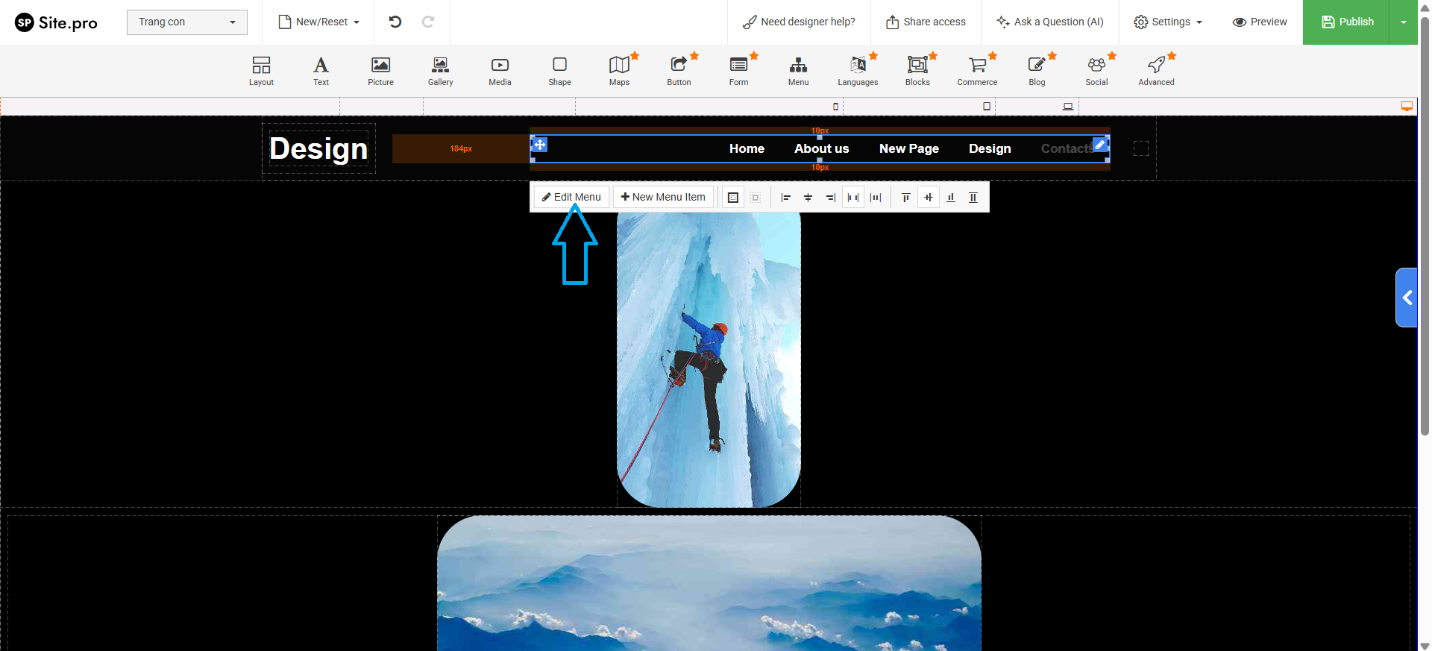 SP Site.pro
Trang con
New/Reset
Need designer help?
Share access
Ask a Question (AI)
Settings
Preview
Publish
Layout
Text
Picture
Gallery
Media
Shape
Maps
Button
Form
Menu
Languages
Blocks
Commerce
Blog
Social
Advanced
10px
Design
184px
Home
About us
New Page
Design
Contacts
10px
Edit Menu
New Menu Item